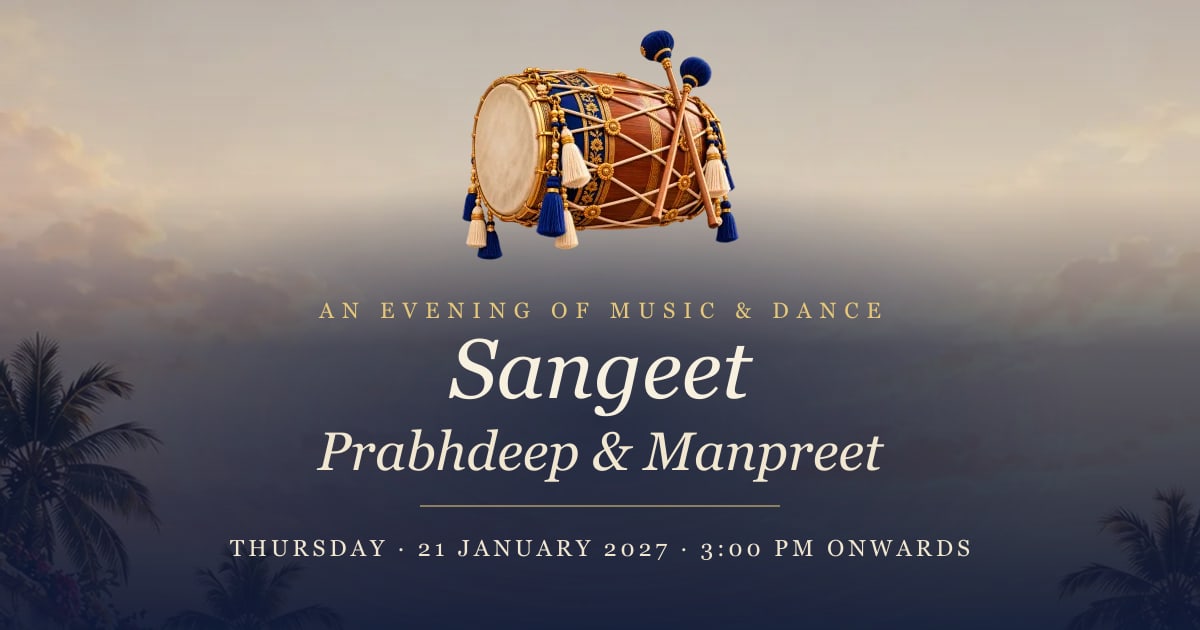 AN EVENING OF MUSIC & DANCE
Sangeet
Prabhdeep & Manpreet
THURSDAY · 21 JANUARY 2027 · 3:00 PM ONWARDS